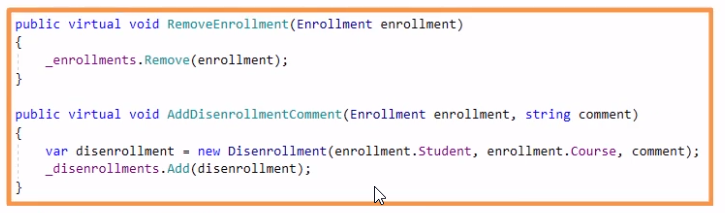 public virtual void RemoveEnrollment(Enrollment enrollment)
{
    _enrollments.Remove(enrollment);
}
public virtual void AddDisenrollmentComment(Enrollment enrollment, string comment)
{
    var disenrollment = new Disenrollment(enrollment.Student, enrollment.Course, comment);
    _disenrollments.Add(disenrollment);
}